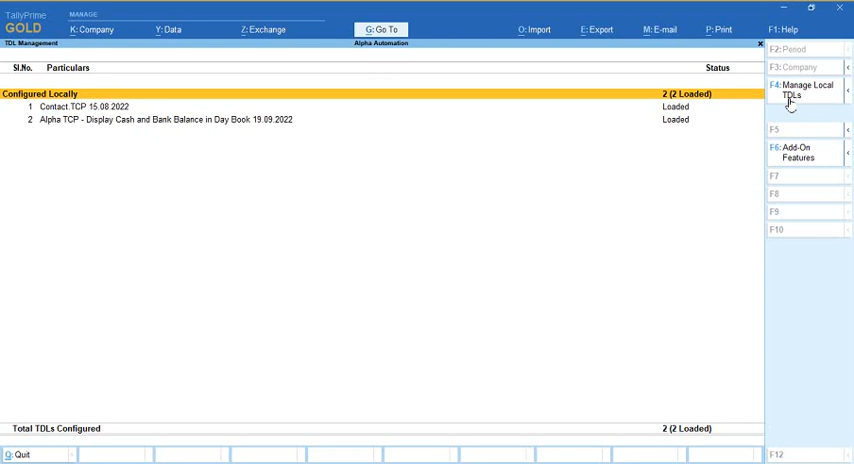 TallyPrime
GOLD
MANAGE
K: Company
Y: Data
Z: Exchange
G: Go To
O: Import
E: Export
M: E-mail
P: Print
F1: Help
TDL Management
Alpha Automation
Sl.No. Particulars Status
Configured Locally 2 (2 Loaded)
1 Contact.TCP 15.08.2022 Loaded
2 Alpha TCP - Display Cash and Bank Balance in Day Book 19.09.2022 Loaded
Total TDLs Configured 2 (2 Loaded)
Q: Quit
F2: Period
F3: Company
F4: Manage Local
TDLs
F5
F6: Add-On
Features
F7
F8
F9
F10
F12